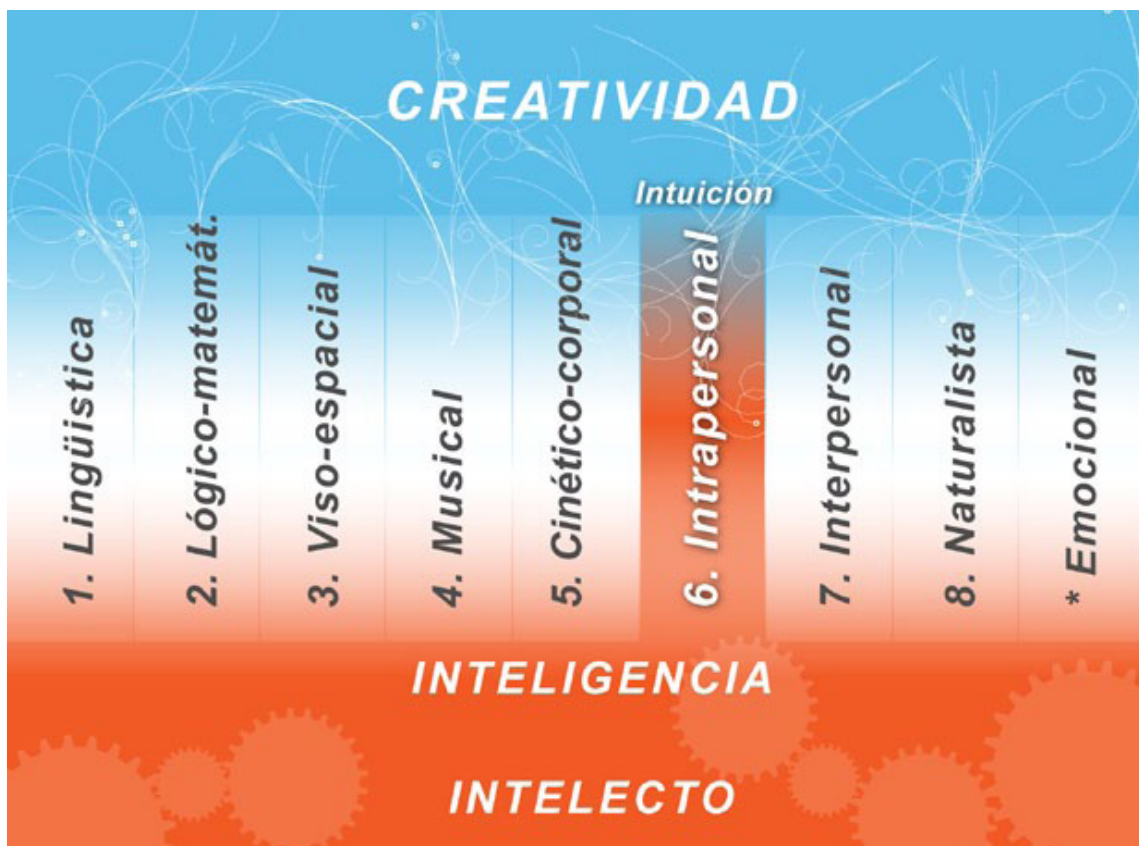 CREATIVIDAD
Intuición
1. Lingüistica
2. Lógico-matemát.
3. Viso-espacial
4. Musical
5. Cinético-corporal
6. Intrapersonal
7. Interpersonal
8. Naturalista
* Emocional
INTELIGENCIA
INTELECTO